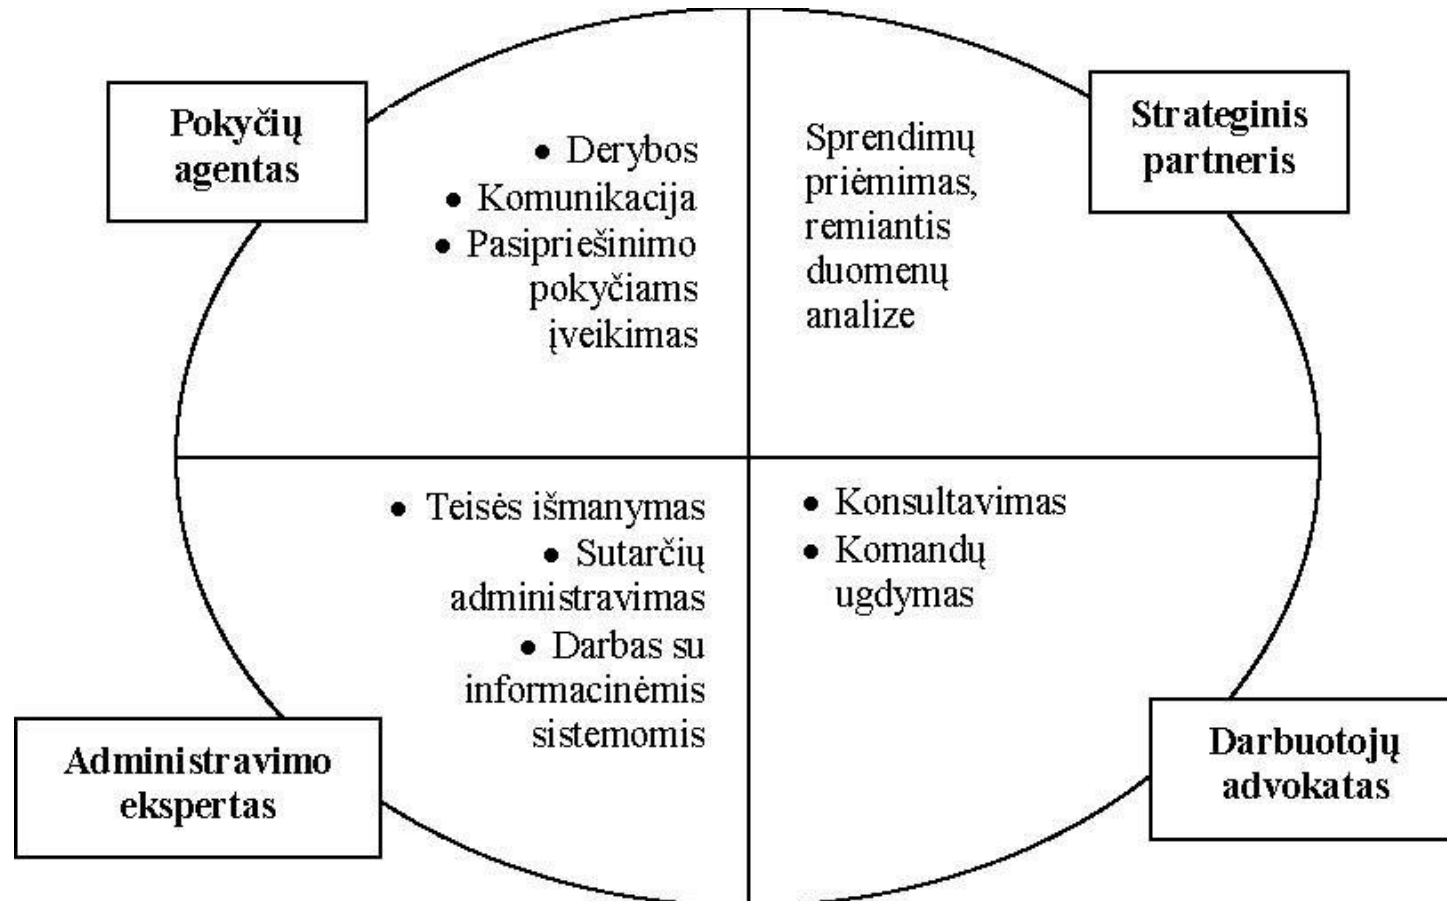 Pokyčių
agentas
• Derybos
• Komunikacija
• Pasipriešinimo
pokyčiams
įveikimas
Sprendimų
priėmimas,
remiantis
duomenų
analize
Strateginis
partneris
• Teisės išmanymas
• Sutarčių
administravimas
• Darbas su
informacinėmis
sistemomis
Administravimo
ekspertas
• Konsultavimas
• Komandų
ugdymas
Darbuotojų
advokatas